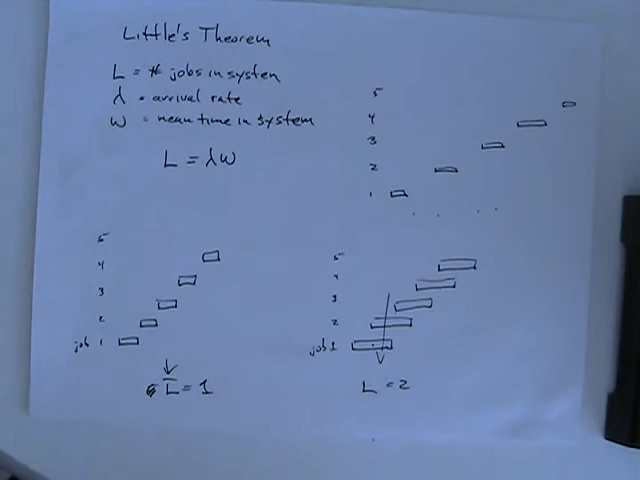 Little's Theorem
L = # jobs in system
λ = arrival rate
w = mean time in system
L = λw
5
4
3
2
1
5
4
3
2
job 1
L = 1
5
4
3
2
job 1
L = 2